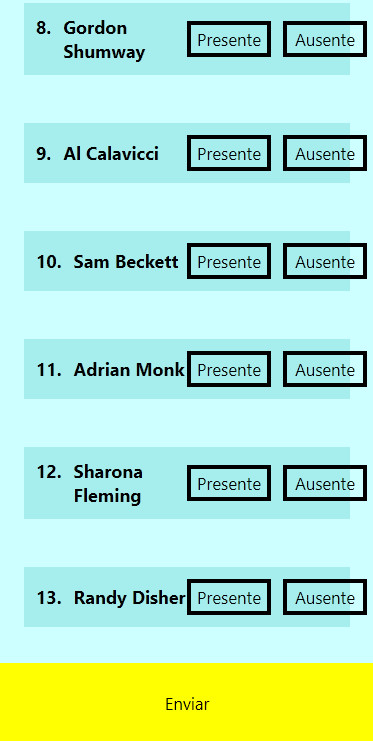 8. Gordon
Shumway Presente Ausente
9. Al Calavicci Presente Ausente
10. Sam Beckett Presente Ausente
11. Adrian Monk Presente Ausente
12. Sharona
Fleming Presente Ausente
13. Randy Disher Presente Ausente
Enviar